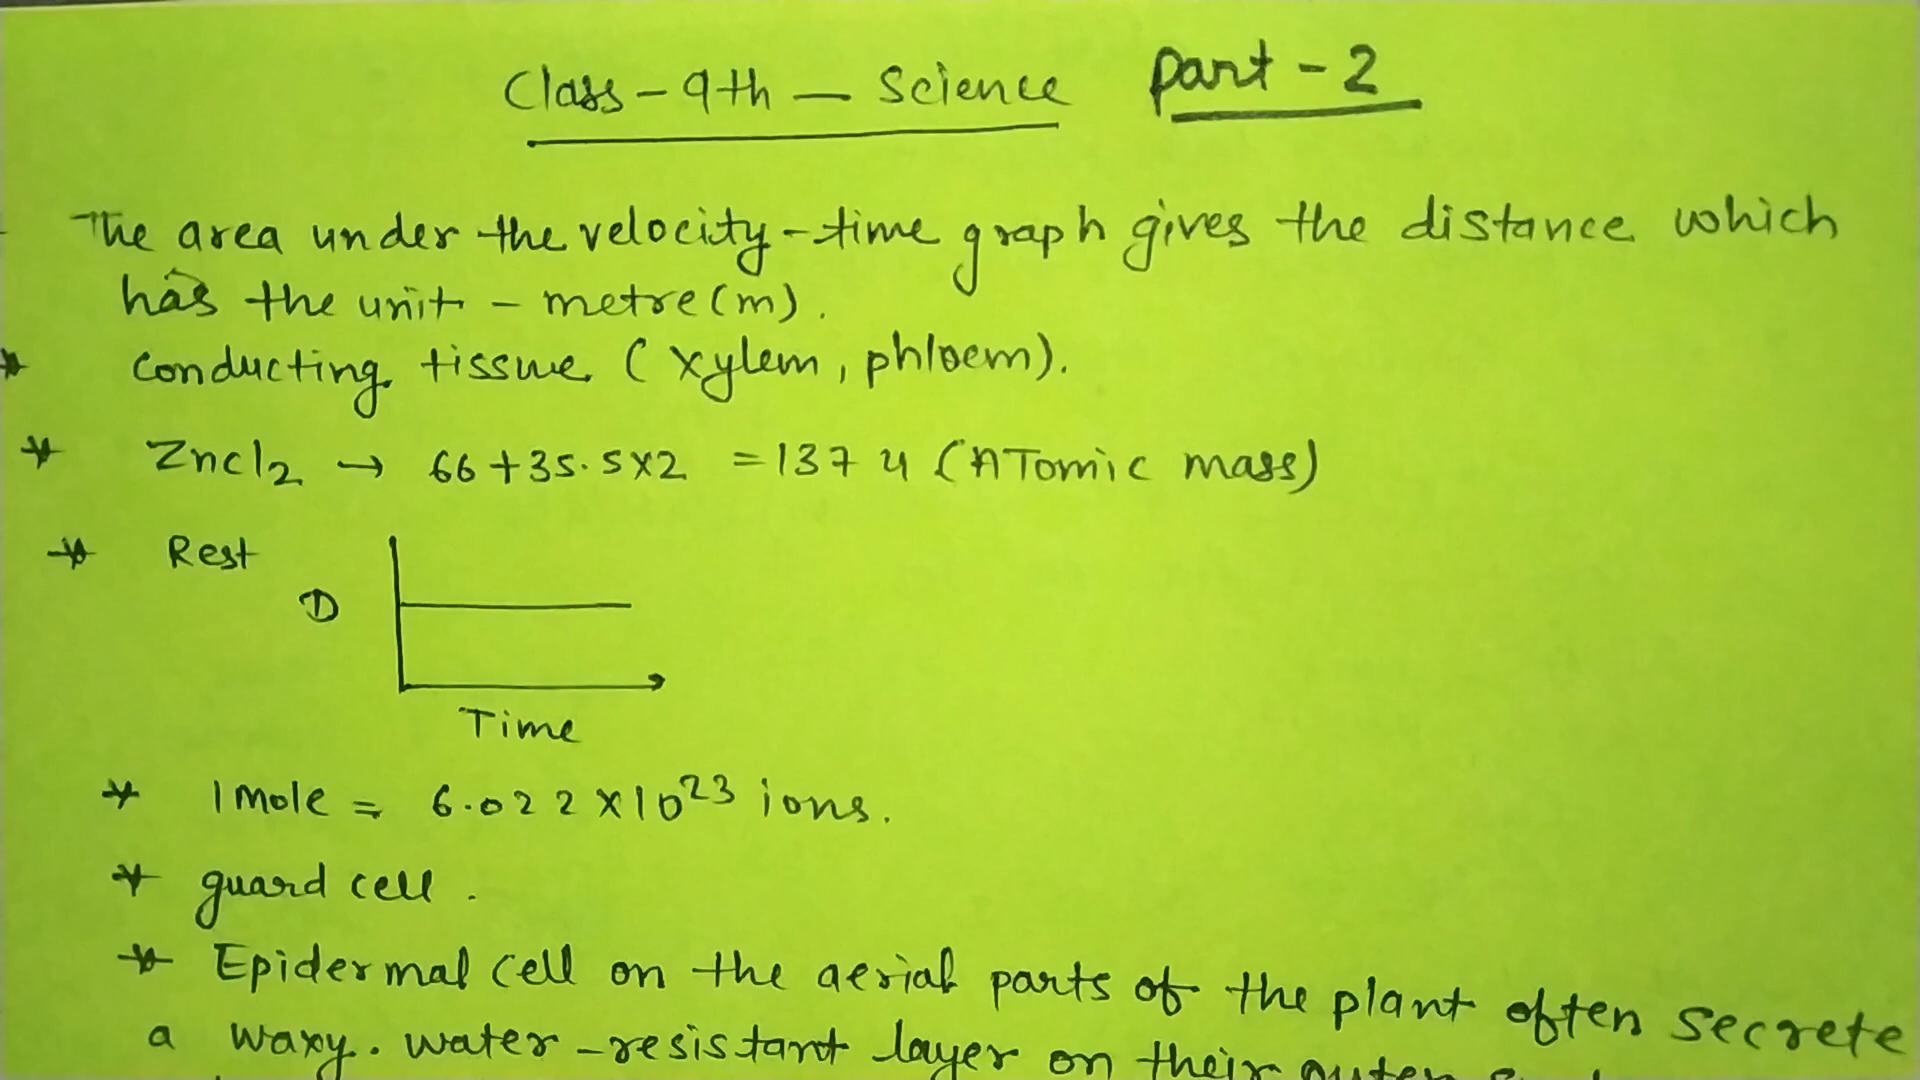 Class - 9th - Science Part - 2
The area under the velocity - time graph gives the distance which
has the unit - metre (m).
* Conducting tissue (xylem, phloem).
* Zncl2 → 66+35.5x2 = 137 u (ATomic mass)
* Rest
D
Time
* 1 Mole = 6.022 x 10²³ ions.
* guard cell.
* Epidermal cell on the aerial parts of the plant often secrete
a waxy. water - resistant layer on their outer